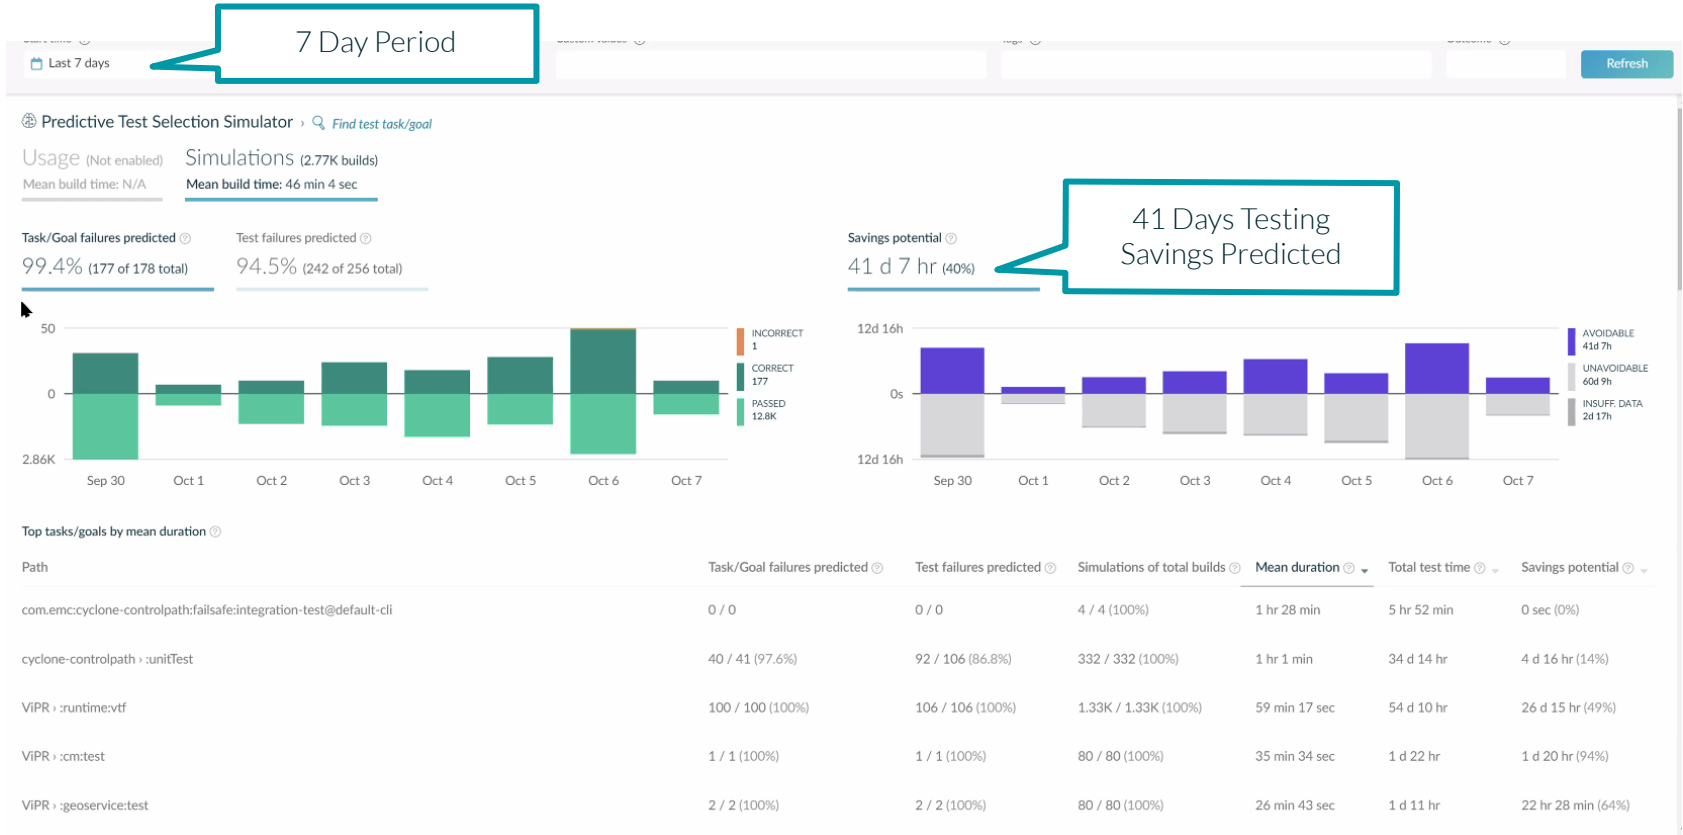 7 Day Period
Start time
Custom values
Tags
Outcome
Last 7 days
Refresh
Predictive Test Selection Simulator › Find test task/goal
Usage (Not enabled)
Mean build time: N/A
Simulations (2.77K builds)
Mean build time: 46 min 4 sec
41 Days Testing
Savings Predicted
Task/Goal failures predicted
99.4% (177 of 178 total)
Test failures predicted
94.5% (242 of 256 total)
Savings potential
41 d 7 hr (40%)
50
0
2.86K
Sep 30 Oct 1 Oct 2 Oct 3 Oct 4 Oct 5 Oct 6 Oct 7
INCORRECT
1
CORRECT
177
PASSED
12.8K
12d 16h
0s
12d 16h
Sep 30 Oct 1 Oct 2 Oct 3 Oct 4 Oct 5 Oct 6 Oct 7
AVOIDABLE
41d 7h
UNAVOIDABLE
60d 9h
INSUFF. DATA
2d 17h
Top tasks/goals by mean duration
Path Task/Goal failures predicted Test failures predicted Simulations of total builds Mean duration Total test time Savings potential
com.emc:cyclone-controlpath:failsafe:integration-test@default-cli 0 / 0 0 / 0 4 / 4 (100%) 1 hr 28 min 5 hr 52 min 0 sec (0%)
cyclone-controlpath › :unitTest 40 / 41 (97.6%) 92 / 106 (86.8%) 332 / 332 (100%) 1 hr 1 min 34 d 14 hr 4 d 16 hr (14%)
ViPR › :runtime:vtf 100 / 100 (100%) 106 / 106 (100%) 1.33K / 1.33K (100%) 59 min 17 sec 54 d 10 hr 26 d 15 hr (49%)
ViPR › :cm:test 1 / 1 (100%) 1 / 1 (100%) 80 / 80 (100%) 35 min 34 sec 1 d 22 hr 1 d 20 hr (94%)
ViPR › :geoservice:test 2 / 2 (100%) 2 / 2 (100%) 80 / 80 (100%) 26 min 43 sec 1 d 11 hr 22 hr 28 min (64%)